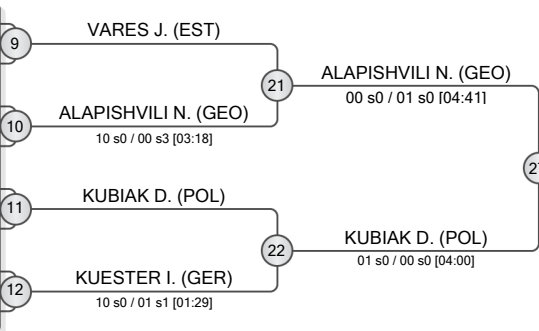 VARES J. (EST)
9
ALAPISHVILI N. (GEO)
21
00 s0 / 01 s0 [04:41]
ALAPISHVILI N. (GEO)
10
10 s0 / 00 s3 [03:18]
KUBIAK D. (POL)
11
KUBIAK D. (POL)
22
01 s0 / 00 s0 [04:00]
KUESTER I. (GER)
12
10 s0 / 01 s1 [01:29]